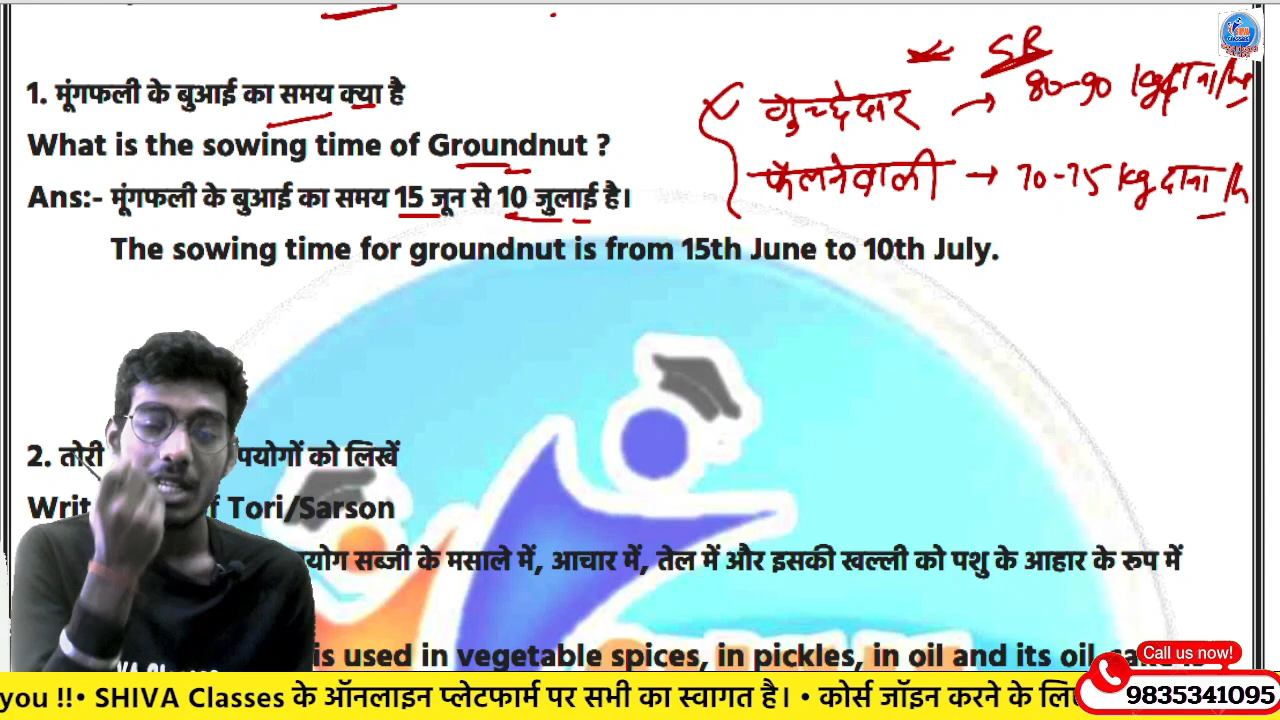 SR
1. मूंगफली के बुआई का समय क्या है
गुच्छेदार → 80-90 Kg
What is the sowing time of Groundnut ?
फैलनेवाली → 70-75 Kg दाना/h
Ans:- मूंगफली के बुआई का समय 15 जून से 10 जुलाई है।
The sowing time for groundnut is from 15th June to 10th July.
2. तोरी पयोगों को लिखें
Writ f Tori/Sarson
योग सब्जी के मसाले में, आचार में, तेल में और इसकी खल्ली को पशु के आहार के रूप में
is used in vegetable spices, in pickles, in oil and its oil
Call us now!
you !!• SHIVA Classes के ऑनलाइन प्लेटफार्म पर सभी का स्वागत है। • कोर्स जॉइन करने के लि
9835341095